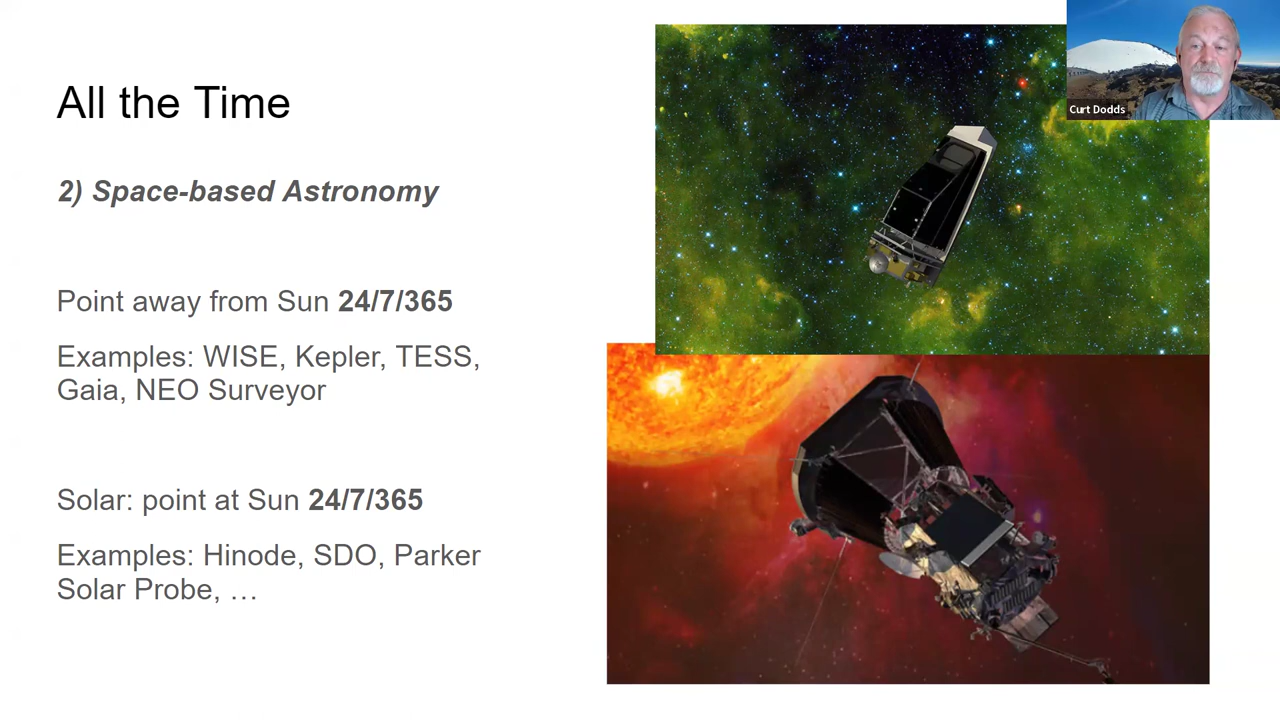 All the Time
2) Space-based Astronomy
Point away from Sun 24/7/365
Examples: WISE, Kepler, TESS,
Gaia, NEO Surveyor
Solar: point at Sun 24/7/365
Examples: Hinode, SDO, Parker
Solar Probe, …
Curt Dodds